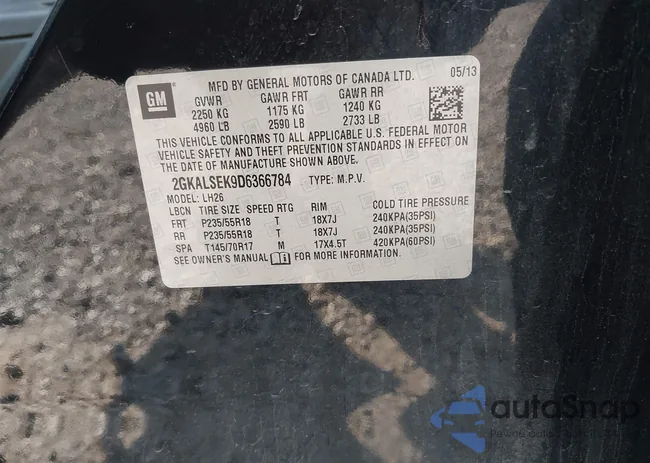 GM
MFD BY GENERAL MOTORS OF CANADA LTD. 05/13
GVWR GAWR FRT GAWR RR
2250 KG 1175 KG 1240 KG
4960 LB 2590 LB 2733 LB
THIS VEHICLE CONFORMS TO ALL APPLICABLE U.S. FEDERAL MOTOR
VEHICLE SAFETY AND THEFT PREVENTION STANDARDS IN EFFECT ON
THE DATE OF MANUFACTURE SHOWN ABOVE.
2GKALSEK9D6366784 TYPE: M.P.V.
MODEL: LH26
LBCN TIRE SIZE SPEED RTG RIM COLD TIRE PRESSURE
FRT P235/55R18 T 18X7J 240KPA(35PSI)
RR P235/55R18 T 18X7J 240KPA(35PSI)
SPA T145/70R17 M 17X4.5T 420KPA(60PSI)
SEE OWNER'S MANUAL FOR MORE INFORMATION.
autoSnap